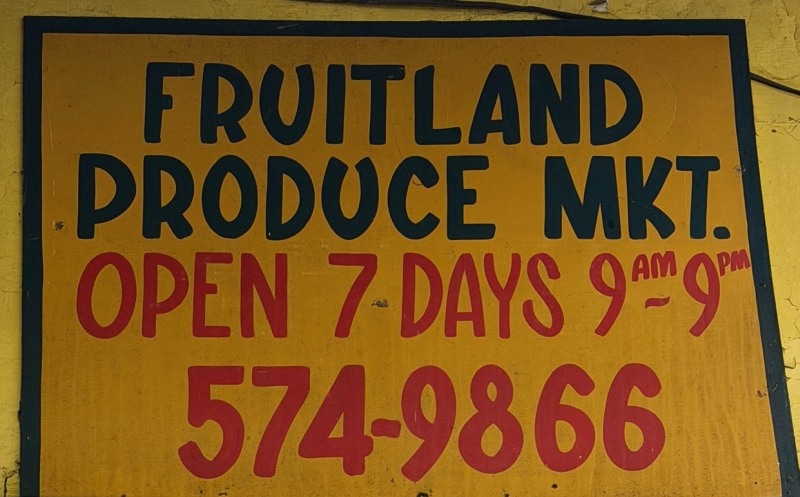 FRUITLAND
PRODUCE MKT.
OPEN 7 DAYS 9AM-9PM
574-9866